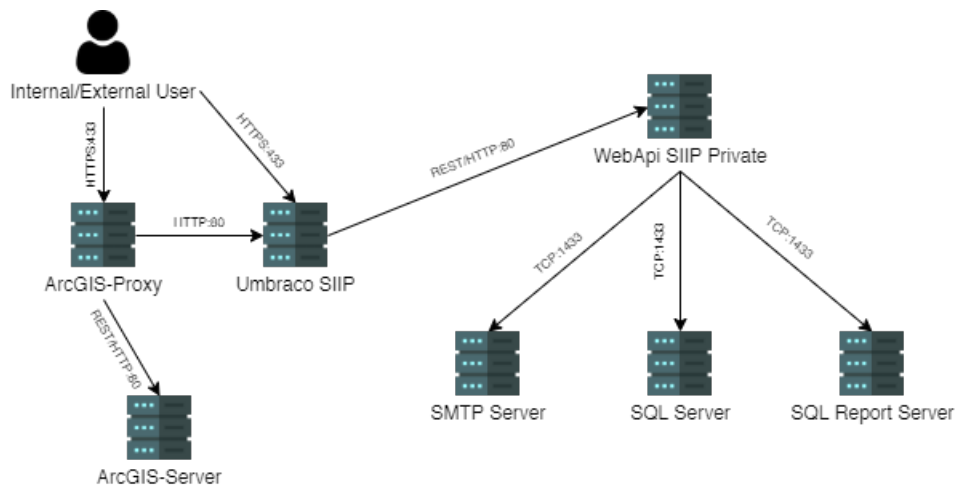 Internal/External User
HTTPS:433
HTTPS:433
WebApi SIIP Private
REST/HTTP:80
HTTP:80
ArcGIS-Proxy
Umbraco SIIP
TCP:1433
TCP:1433
TCP:1433
REST/HTTP:80
SMTP Server
SQL Server
SQL Report Server
ArcGIS-Server